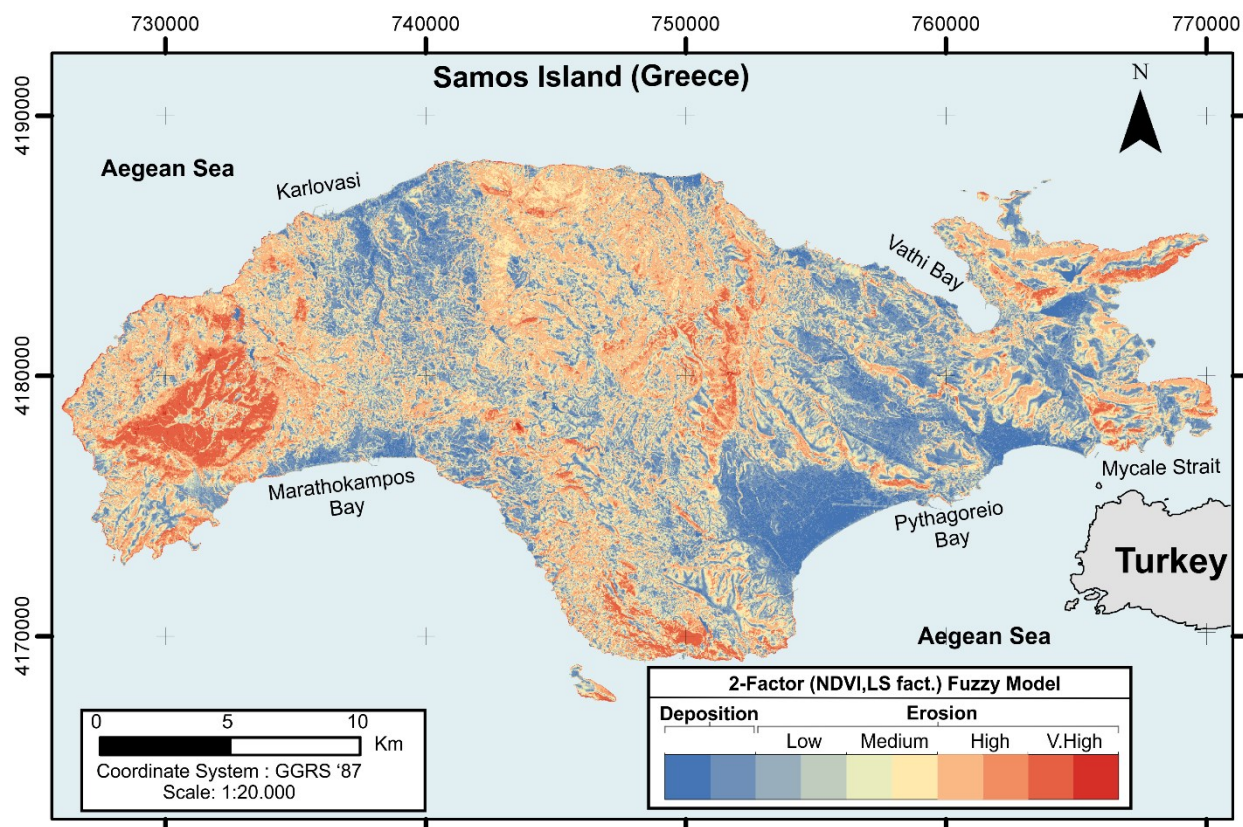 730000 740000 750000 760000 770000
Samos Island (Greece)
N
4190000
Aegean Sea
Karlovasi
Vathi Bay
4180000
Mycale Strait
Marathokampos
Bay
Pythagoreio
Bay
Turkey
4170000
Aegean Sea
2-Factor (NDVI,LS fact.) Fuzzy Model
Deposition Erosion
Low Medium High V.High
0 5 10
Km
Coordinate System : GGRS ‘87
Scale: 1:20.000